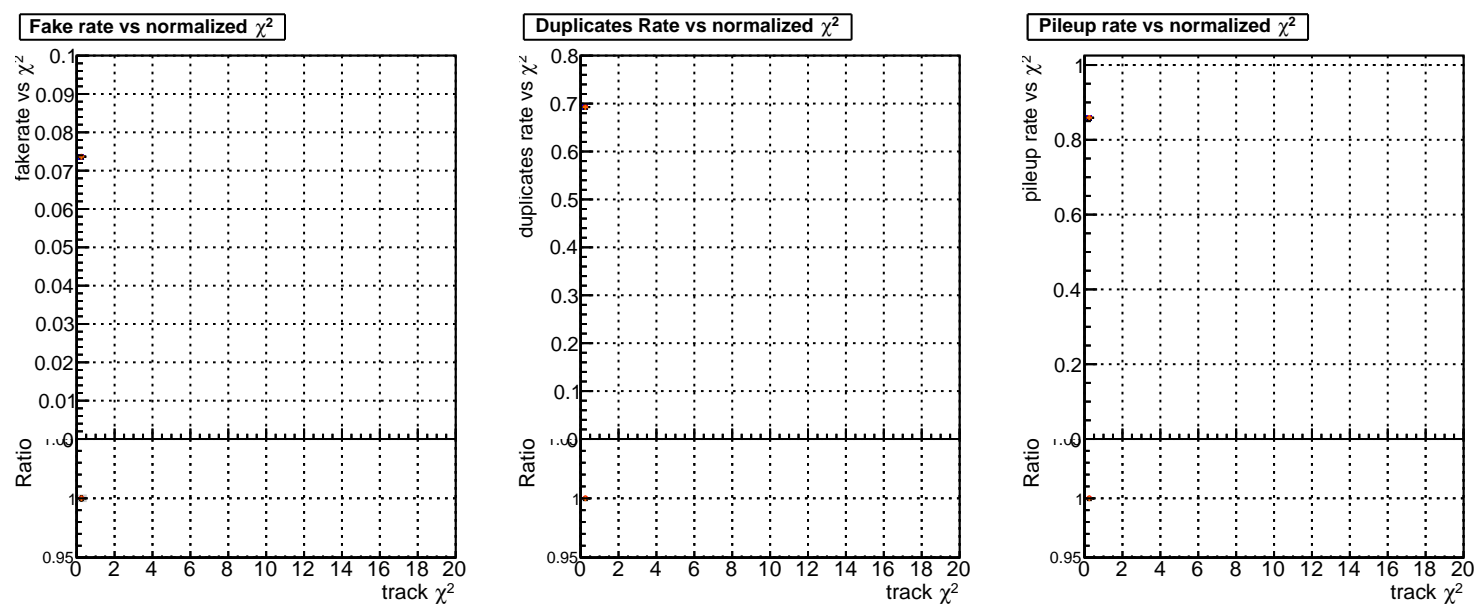 Fake rate vs normalized χ²
fakerate vs χ²
0.1
0.09
0.08
0.07
0.06
0.05
0.04
0.03
0.02
0.01
0
Ratio
1
0.95
0 2 4 6 8 10 12 14 16 18 20
track χ²
Duplicates Rate vs normalized χ²
duplicates rate vs χ²
0.8
0.7
0.6
0.5
0.4
0.3
0.2
0.1
0
Ratio
1
0.95
0 2 4 6 8 10 12 14 16 18 20
track χ²
Pileup rate vs normalized χ²
pileup rate vs χ²
1
0.8
0.6
0.4
0.2
0
Ratio
1
0.95
0 2 4 6 8 10 12 14 16 18 20
track χ²